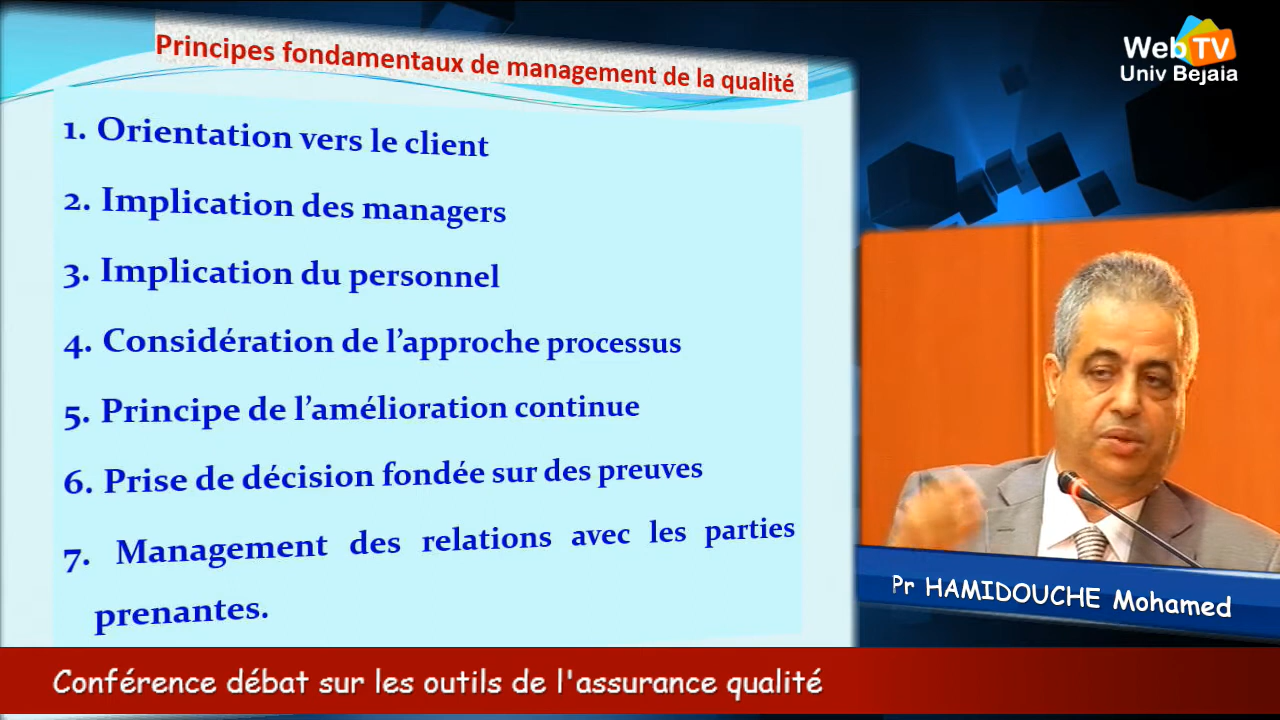 Principes fondamentaux de management de la qualité
1. Orientation vers le client
2. Implication des managers
3. Implication du personnel
4. Considération de l’approche processus
5. Principe de l’amélioration continue
6. Prise de décision fondée sur des preuves
7. Management des relations avec les parties
prenantes.
Web TV
Univ Bejaia
Pr HAMIDOUCHE Mohamed
Conférence débat sur les outils de l'assurance qualité